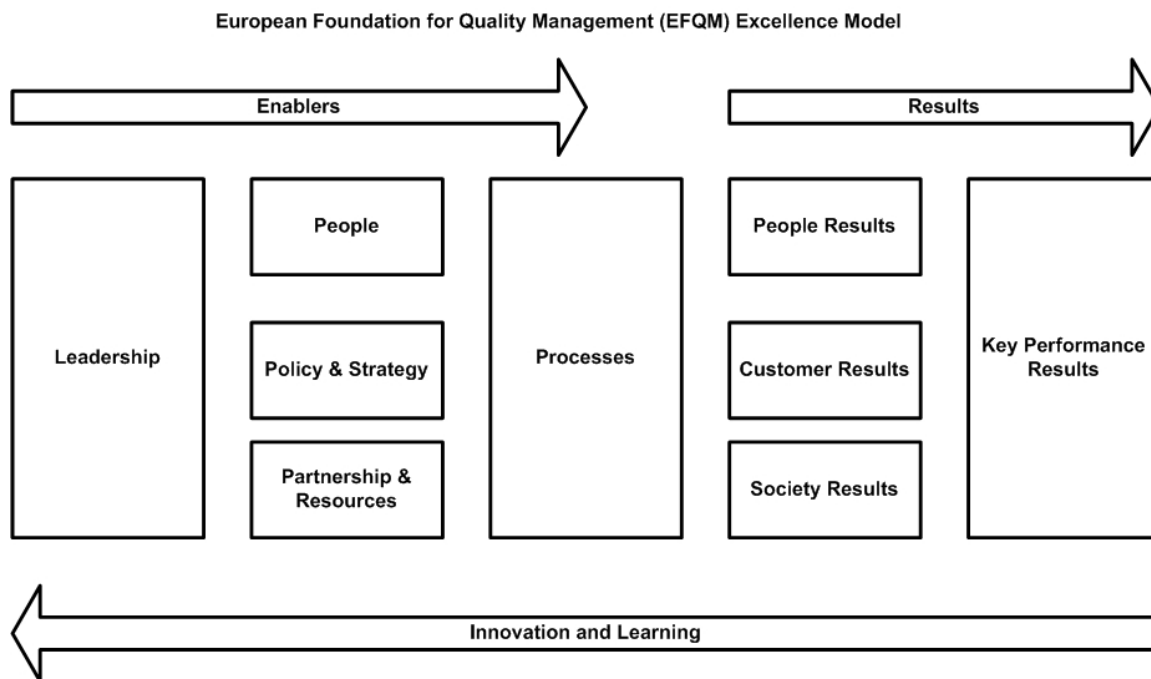 European Foundation for Quality Management (EFQM) Excellence Model
Enablers
Results
Leadership
People
Policy & Strategy
Partnership &
Resources
Processes
People Results
Customer Results
Society Results
Key Performance
Results
Innovation and Learning